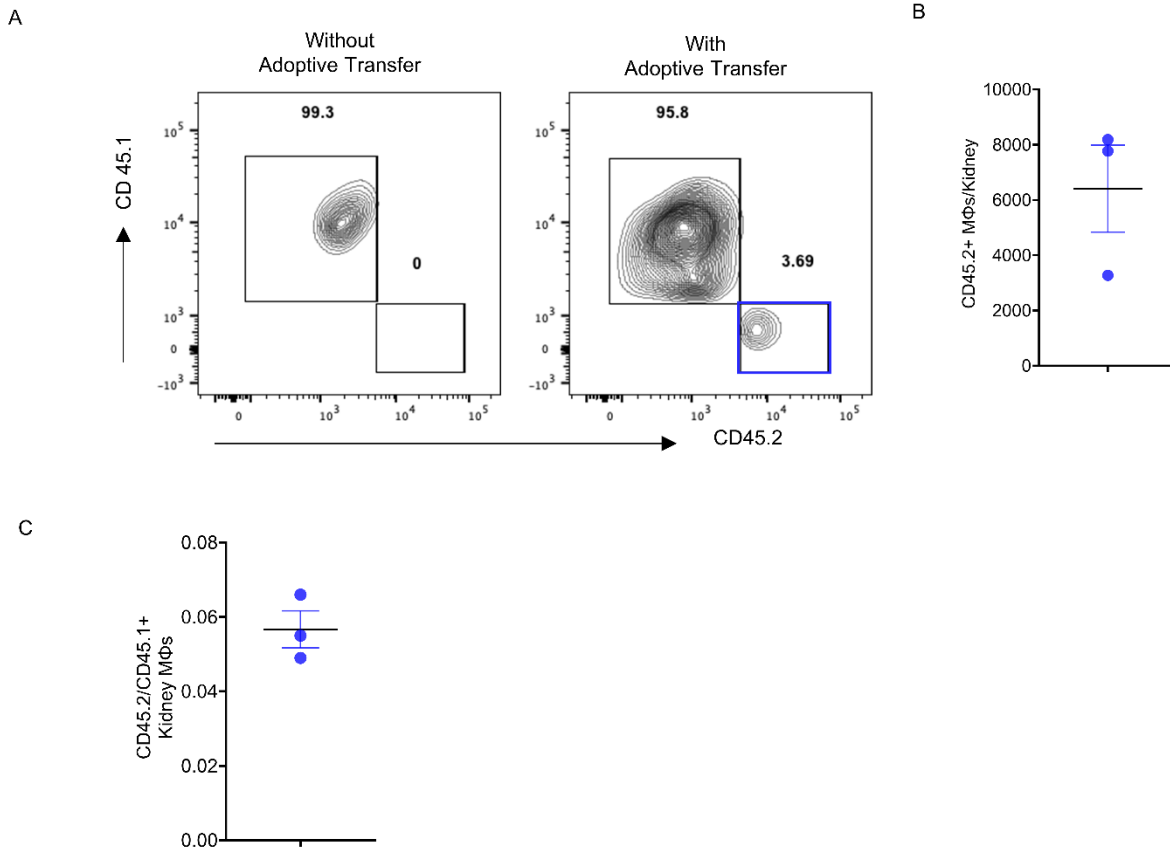 A
Without
Adoptive Transfer
With
Adoptive Transfer
CD 45.1
99.3
0
10⁵
10⁴
10³
0
-10³
0
10³
10⁴
10⁵
95.8
3.69
10⁵
10⁴
10³
0
-10³
0
10³
10⁴
10⁵
CD45.2
B
CD45.2+ MΦs/Kidney
10000
8000
6000
4000
2000
0
C
CD45.2/CD45.1+
Kidney MΦs
0.08
0.06
0.04
0.02
0.00